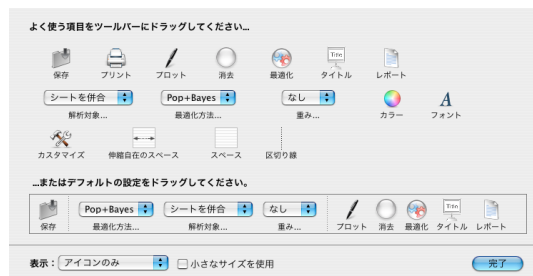 よく使う項目をツールバーにドラッグしてください...
保存 プリント プロット 消去 最適化 タイトル レポート
シートを併合 Pop+Bayes なし
解析対象... 最適化方法... 重み... カラー フォント
カスタマイズ 伸縮自在のスペース スペース 区切り線
...またはデフォルトの設定をドラッグしてください。
Pop+Bayes シートを併合 なし
保存 最適化方法... 解析対象... 重み... プロット 消去 最適化 タイトル レポート
表示： アイコンのみ 小さなサイズを使用 完了